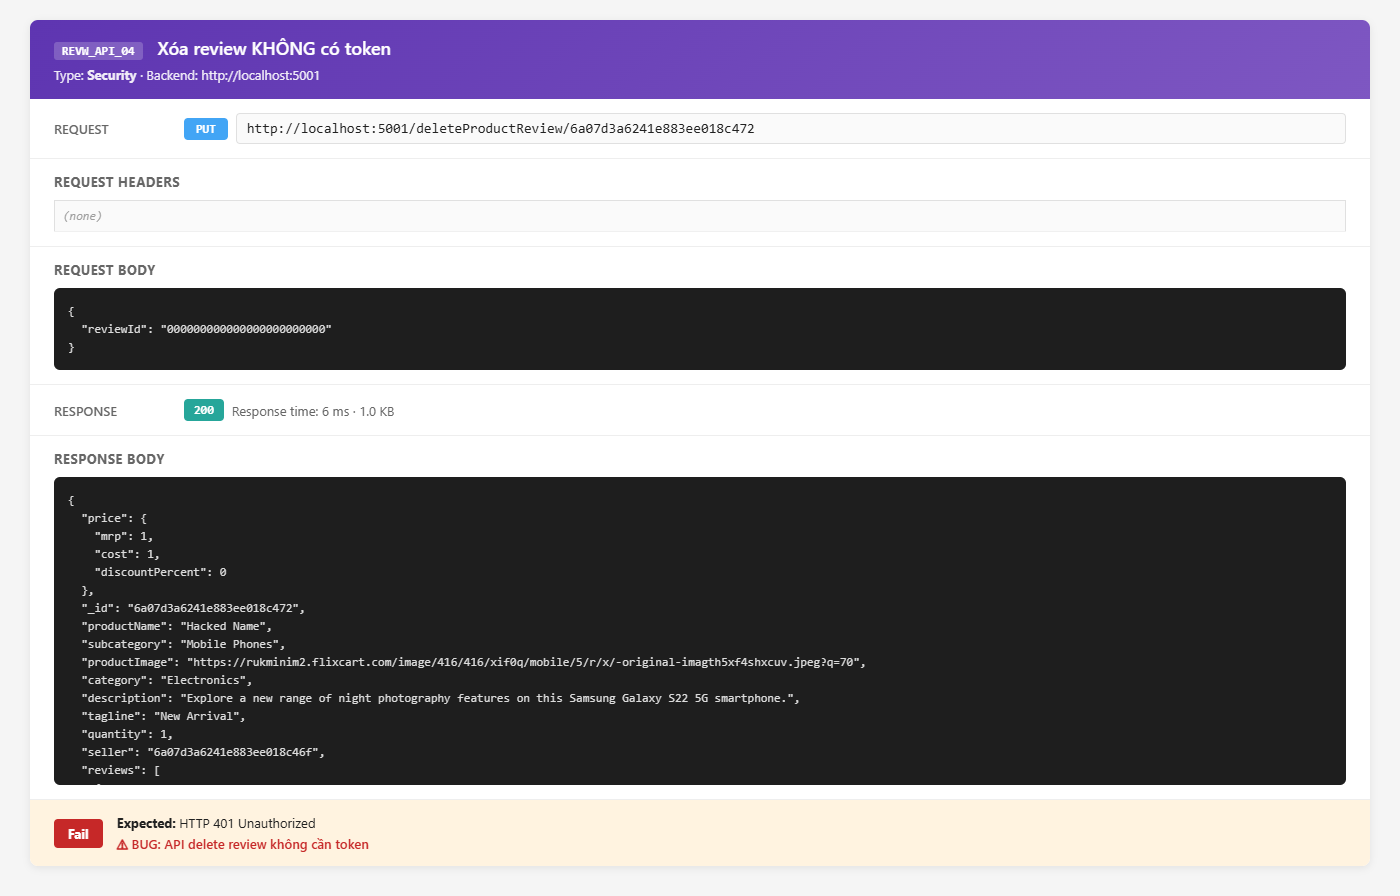 REVW_API_04 Xóa review KHÔNG có token
Type: Security · Backend: http://localhost:5001
REQUEST PUT http://localhost:5001/deleteProductReview/6a07d3a6241e883ee018c472
REQUEST HEADERS
(none)
REQUEST BODY
{
"reviewId": "000000000000000000000000"
}
RESPONSE 200 Response time: 6 ms · 1.0 KB
RESPONSE BODY
{
"price": {
"mrp": 1,
"cost": 1,
"discountPercent": 0
},
"_id": "6a07d3a6241e883ee018c472",
"productName": "Hacked Name",
"subcategory": "Mobile Phones",
"productImage": "https://rukminim2.flixcart.com/image/416/416/xif0q/mobile/5/r/x/-original-imagth5xf4shxcuv.jpeg?q=70",
"category": "Electronics",
"description": "Explore a new range of night photography features on this Samsung Galaxy S22 5G smartphone.",
"tagline": "New Arrival",
"quantity": 1,
"seller": "6a07d3a6241e883ee018c46f",
"reviews": [
Fail Expected: HTTP 401 Unauthorized
⚠ BUG: API delete review không cần token